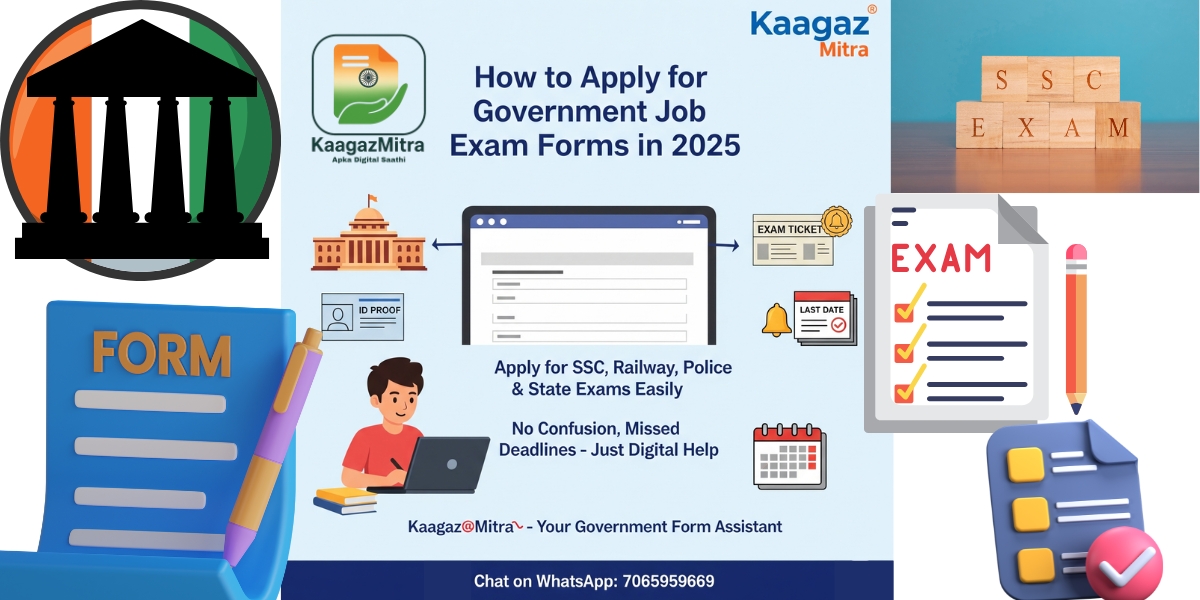 Kaagaz®
Mitra
KaagazMitra
Apka Digital Saathi
How to Apply for
Government Job
Exam Forms in 2025
S S C
E X A M
EXAM TICKET
ID PROOF
LAST DATE
EXAM
FORM
Apply for SSC, Railway, Police
& State Exams Easily
No Confusion, Missed
Deadlines - Just Digital Help
Kaagaz@Mitra - Your Government Form Assistant
Chat on WhatsApp: 7065959669